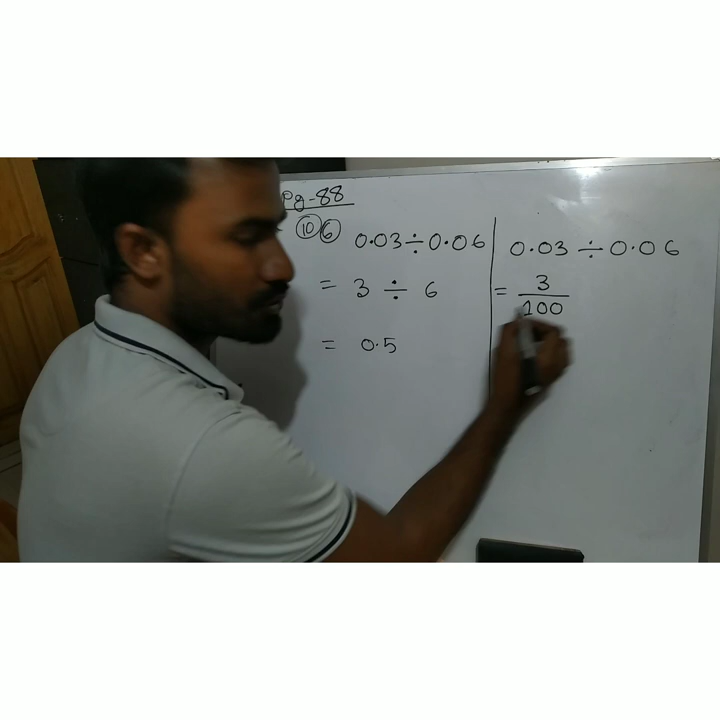 Pg-88
10 6 0.03÷0.06
= 3 ÷ 6
= 0.5
0.03÷0.06
= 3/100